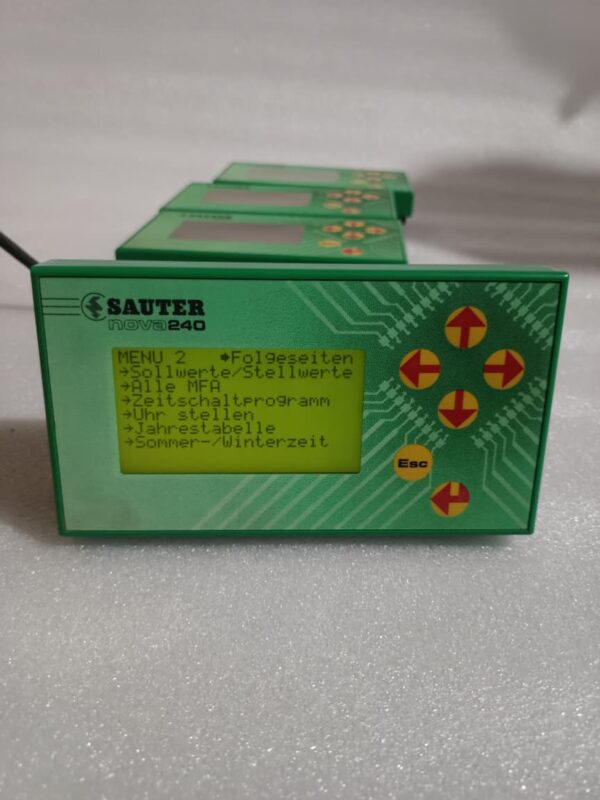 SAUTER
nova240
MENU 2 →Folgeseiten
→Sollwerte/Stellwerte
→Alle MFA
→Zeitschaltprogramm
→Uhr stellen
→Jahrestabelle
→Sommer-/Winterzeit
Esc